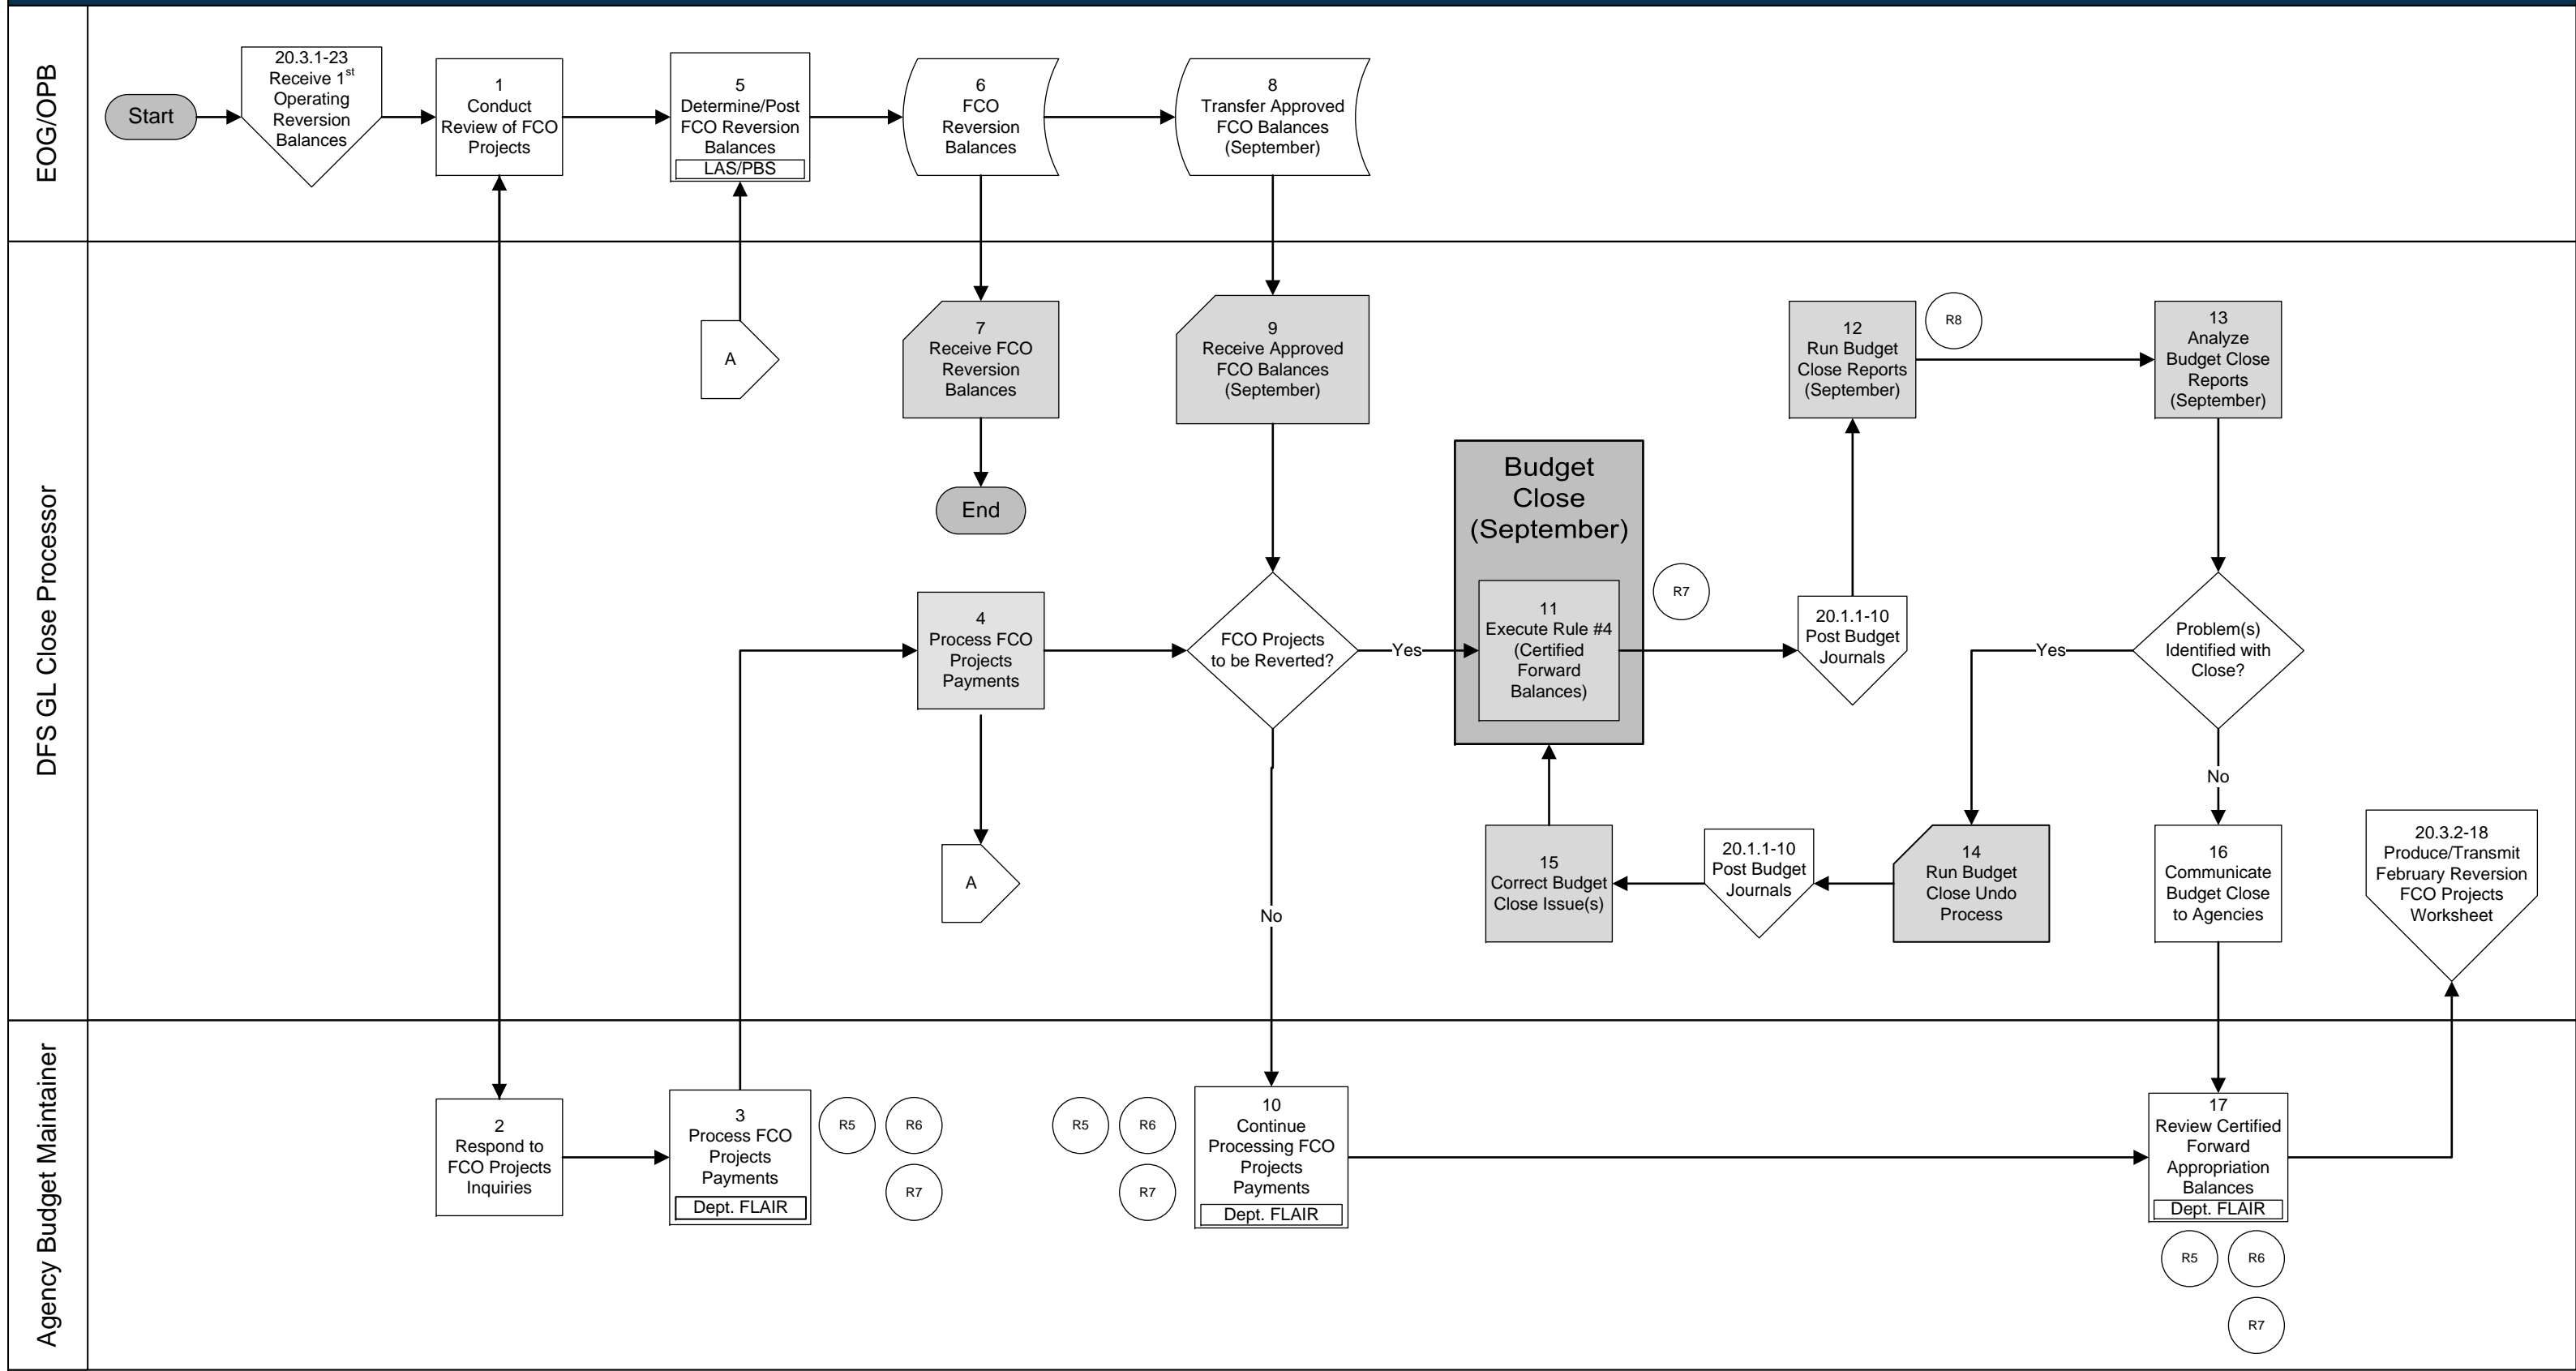 EOG/OPB
Start
20.3.1-23
Receive 1st
Operating
Reversion
Balances
1
Conduct
Review of FCO
Projects
5
Determine/Post
FCO Reversion
Balances
LAS/PBS
6
FCO
Reversion
Balances
8
Transfer Approved
FCO Balances
(September)
DFS GL Close Processor
A
7
Receive FCO
Reversion
Balances
End
9
Receive Approved
FCO Balances
(September)
4
Process FCO
Projects
Payments
A
FCO Projects
to be Reverted?
Yes
No
Budget
Close
(September)
11
Execute Rule #4
(Certified
Forward
Balances)
R7
20.1.1-10
Post Budget
Journals
12
Run Budget
Close Reports
(September)
R8
13
Analyze
Budget Close
Reports
(September)
Problem(s)
Identified with
Close?
Yes
No
14
Run Budget
Close Undo
Process
20.1.1-10
Post Budget
Journals
15
Correct Budget
Close Issue(s)
16
Communicate
Budget Close
to Agencies
20.3.2-18
Produce/Transmit
February Reversion
FCO Projects
Worksheet
Agency Budget Maintainer
2
Respond to
FCO Projects
Inquiries
3
Process FCO
Projects
Payments
Dept. FLAIR
R5
R6
R7
R5
R6
R7
10
Continue
Processing FCO
Projects
Payments
Dept. FLAIR
17
Review Certified
Forward
Appropriation
Balances
Dept. FLAIR
R5
R6
R7